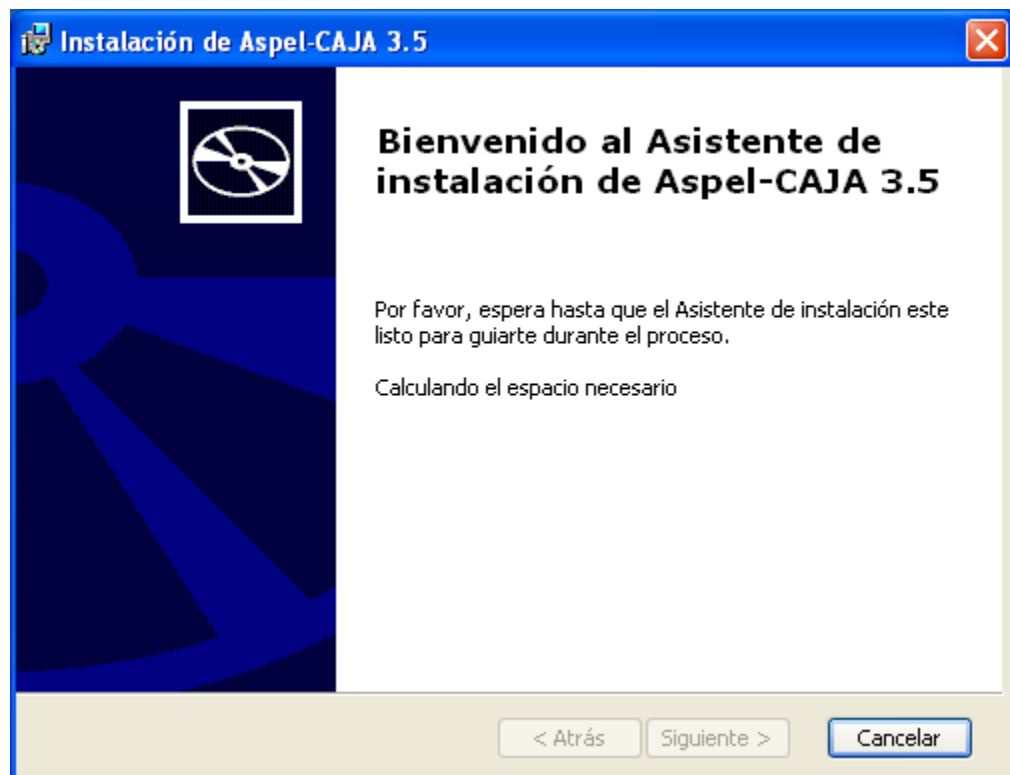 Instalación de Aspel-CAJA 3.5
Bienvenido al Asistente de
instalación de Aspel-CAJA 3.5
Por favor, espera hasta que el Asistente de instalación este
listo para guiarte durante el proceso.
Calculando el espacio necesario
< Atrás
Siguiente >
Cancelar